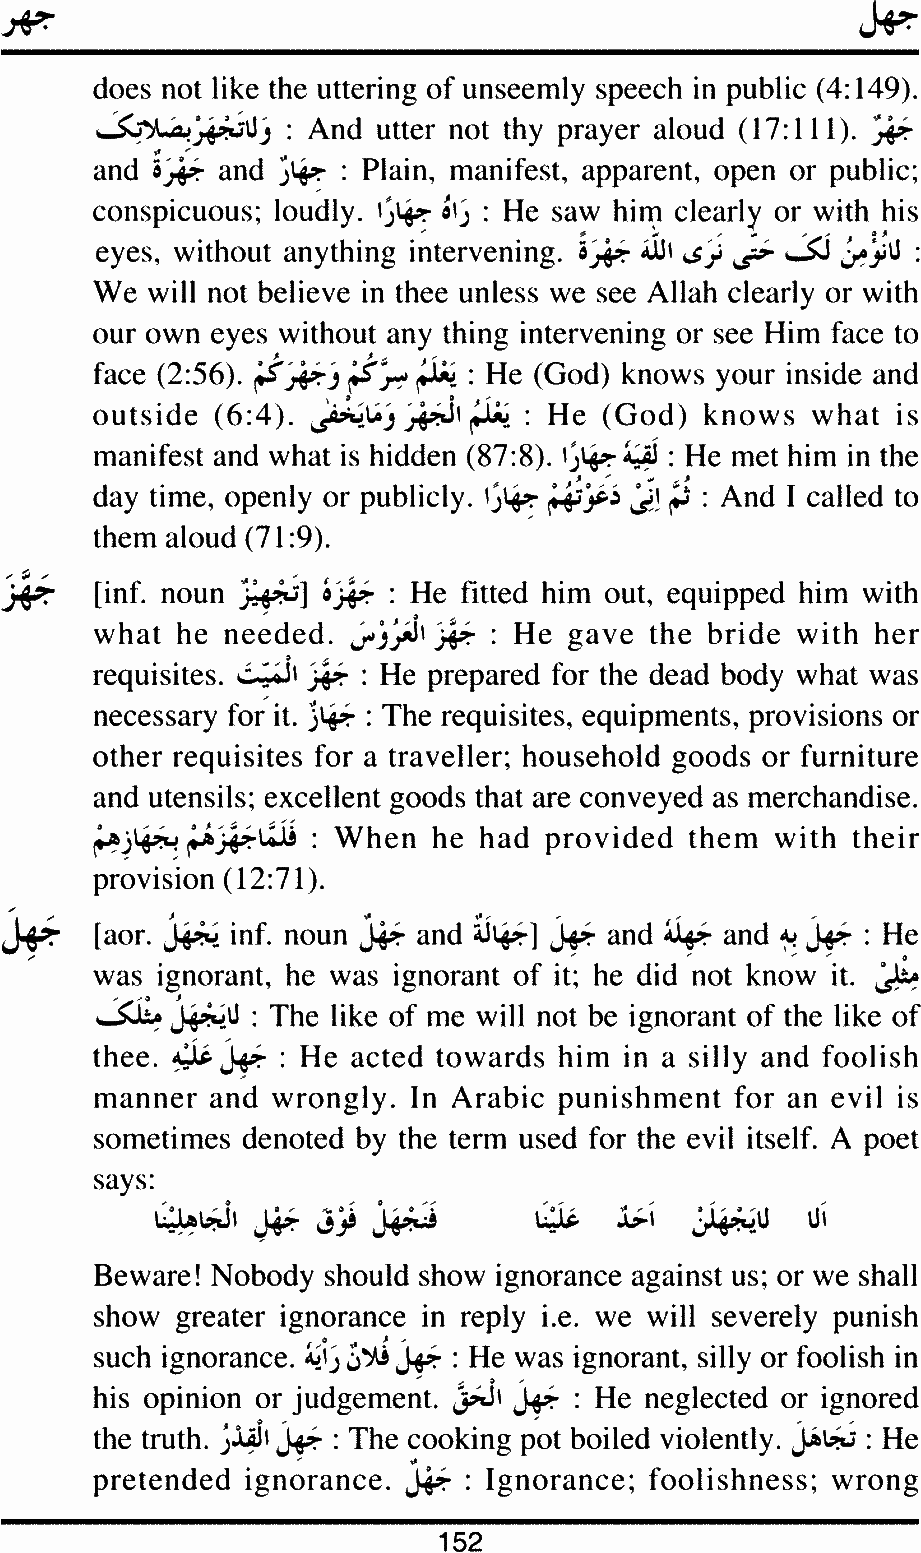 جهر جهل
does not like the uttering of unseemly speech in public (4:149).
وَلَاتَجْهَرْبِصَلَاتِکَ : And utter not thy prayer aloud (17:111). جَهْرٌ
and جَهْرَةً and جِهَارٌ : Plain, manifest, apparent, open or public;
conspicuous; loudly. رَاٰهُ جِهَارًا : He saw him clearly or with his
eyes, without anything intervening. لَانُؤْمِنُ لَکَ حَتّٰی نَرَی اللّٰہَ جَهْرَةً :
We will not believe in thee unless we see Allah clearly or with
our own eyes without any thing intervening or see Him face to
face (2:56). يَعْلَمُ سِرَّكُمْ وَجَهْرَكُمْ : He (God) knows your inside and
outside (6:4). يَعْلَمُ الْجَهْرَ وَمَايَخْفٰی : He (God) knows what is
manifest and what is hidden (87:8). لَقِيَهُ جِهَارًا : He met him in the
day time, openly or publicly. ثُمَّ اِنِّیْ دَعَوْتُهُمْ جِهَارًا : And I called to
them aloud (71:9).
جَهَّزَ [inf. noun تَجْهِيْزٌ] جَهَّزَهُ : He fitted him out, equipped him with
what he needed. جَهَّزَ الْعَرُوْسَ : He gave the bride with her
requisites. جَهَّزَ الْمَيِّتَ : He prepared for the dead body what was
necessary for it. جَهَازٌ : The requisites, equipments, provisions or
other requisites for a traveller; household goods or furniture
and utensils; excellent goods that are conveyed as merchandise.
فَلَمَّاجَهَّزَهُمْ بِجَهَازِهِمْ : When he had provided them with their
provision (12:71).
جَهِلَ [aor. يَجْهَلُ inf. noun جَهْلٌ and جَهَالَةٌ] جَهِلَ and جَهِلَهُ and جَهِلَ بِهِ : He
was ignorant, he was ignorant of it; he did not know it. مِثْلِیْ
لَايَجْهَلُ مِثْلَکَ : The like of me will not be ignorant of the like of
thee. جَهِلَ عَلَيْهِ : He acted towards him in a silly and foolish
manner and wrongly. In Arabic punishment for an evil is
sometimes denoted by the term used for the evil itself. A poet
says:
اَلَا لَايَجْهَلَنْ اَحَدٌ عَلَيْنَا فَنَجْهَلْ فَوْقَ جَهْلِ الْجَاهِلِيْنَا
Beware! Nobody should show ignorance against us; or we shall
show greater ignorance in reply i.e. we will severely punish
such ignorance. جَهِلَ فُلَانٌ رَاْيَهُ : He was ignorant, silly or foolish in
his opinion or judgement. جَهِلَ الْحَقَّ : He neglected or ignored
the truth. جَهِلَ الْقِدْرُ : The cooking pot boiled violently. تَجَاهَلَ : He
pretended ignorance. جَهْلٌ : Ignorance; foolishness; wrong
152